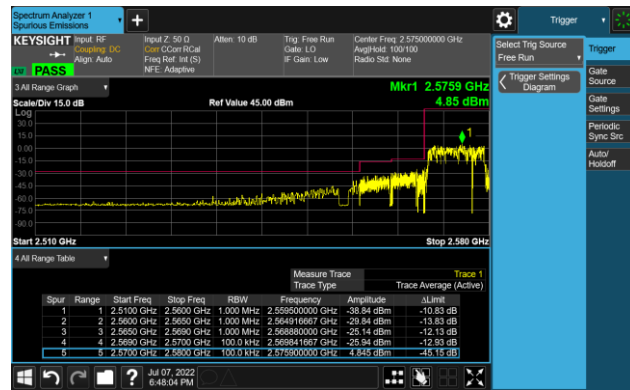 Spectrum Analyzer 1
Spurious Emissions
Trigger
KEYSIGHT Input: RF
Coupling: DC
Align: Auto
Input Z: 50 Ω
Corr CCorr RCal
Freq Ref: Int (S)
NFE: Adaptive
Atten: 10 dB
Trig: Free Run
Gate: LO
IF Gain: Low
Center Freq: 2.575000000 GHz
Avg|Hold: 100/100
Radio Std: None
PASS
Select Trig Source
Free Run
Trigger Settings
Diagram
Trigger
Gate
Source
Gate
Settings
Periodic
Sync Src
Auto/
Holdoff
3 All Range Graph
Mkr1 2.5759 GHz
Scale/Div 15.0 dB
Ref Value 45.00 dBm
4.85 dBm
Log
30.0
15.0
0.00
-15.0
-30.0
-45.0
-60.0
-75.0
-90.0
1
Start 2.510 GHz
Stop 2.580 GHz
4 All Range Table
Measure Trace Trace 1
Trace Type Trace Average (Active)
Spur Range Start Freq Stop Freq RBW Frequency Amplitude ΔLimit
1 1 2.5100 GHz 2.5600 GHz 1.000 MHz 2.559500000 GHz -38.84 dBm -10.83 dB
2 2 2.5600 GHz 2.5650 GHz 1.000 MHz 2.564916667 GHz -29.84 dBm -13.83 dB
3 3 2.5650 GHz 2.5690 GHz 1.000 MHz 2.568880000 GHz -25.15 dBm -12.13 dB
4 4 2.5690 GHz 2.5700 GHz 100.0 kHz 2.569841667 GHz -25.94 dBm -12.93 dB
5 5 2.5700 GHz 2.5800 GHz 100.0 kHz 2.575900000 GHz 4.845 dBm -45.15 dB
?
Jul 07, 2022
6:48:04 PM